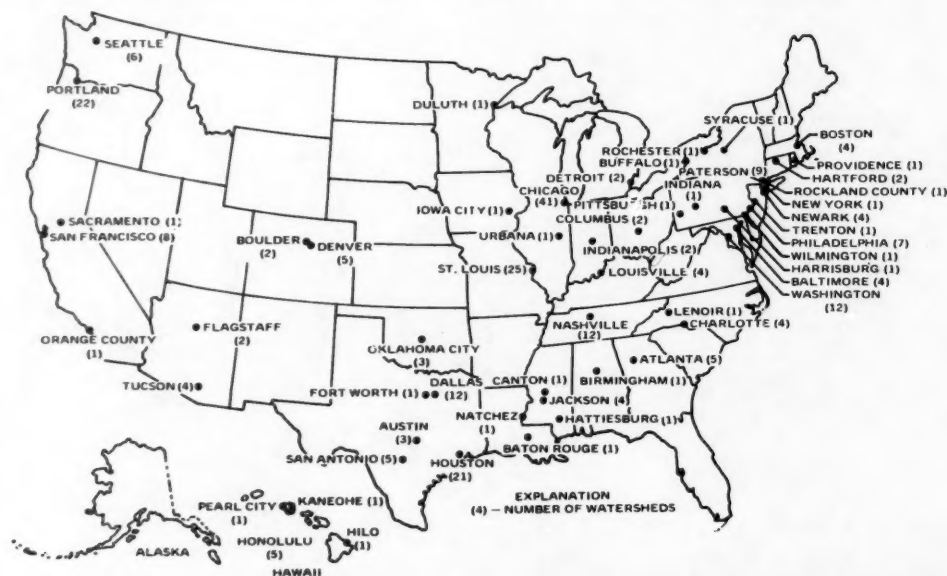 SEATTLE
(6)
PORTLAND
(22)
DULUTH (1)
SYRACUSE (1)
BOSTON
(4)
ROCHESTER (1)
BUFFALO (1)
PROVIDENCE (1)
DETROIT (2)
PATERSON (9)
HARTFORD (2)
CHICAGO
(41)
PITTSBURGH (1)
INDIANA
(1)
ROCKLAND COUNTY (1)
NEW YORK (1)
IOWA CITY (1)
COLUMBUS (2)
NEWARK (4)
SACRAMENTO (1)
TRENTON (1)
SAN FRANCISCO (8)
BOULDER
(2)
DENVER
(5)
URBANA (1)
INDIANAPOLIS (2)
PHILADELPHIA (7)
WILMINGTON (1)
HARRISBURG (1)
ST. LOUIS (25)
LOUISVILLE (4)
BALTIMORE (4)
WASHINGTON
(12)
ORANGE COUNTY
(1)
FLAGSTAFF
(2)
NASHVILLE
(12)
LENOIR (1)
CHARLOTTE (4)
OKLAHOMA CITY
(3)
ATLANTA (5)
TUCSON (4)
FORT WORTH (1)
DALLAS
(12)
CANTON (1)
BIRMINGHAM (1)
JACKSON (4)
NATCHEZ
(1)
HATTIESBURG (1)
AUSTIN
(3)
BATON ROUGE (1)
SAN ANTONIO (5)
HOUSTON
(21)
EXPLANATION
(4) — NUMBER OF WATERSHEDS
PEARL CITY
(1)
KANEOHE (1)
HONOLULU
(5)
HILO
(1)
ALASKA
HAWAII